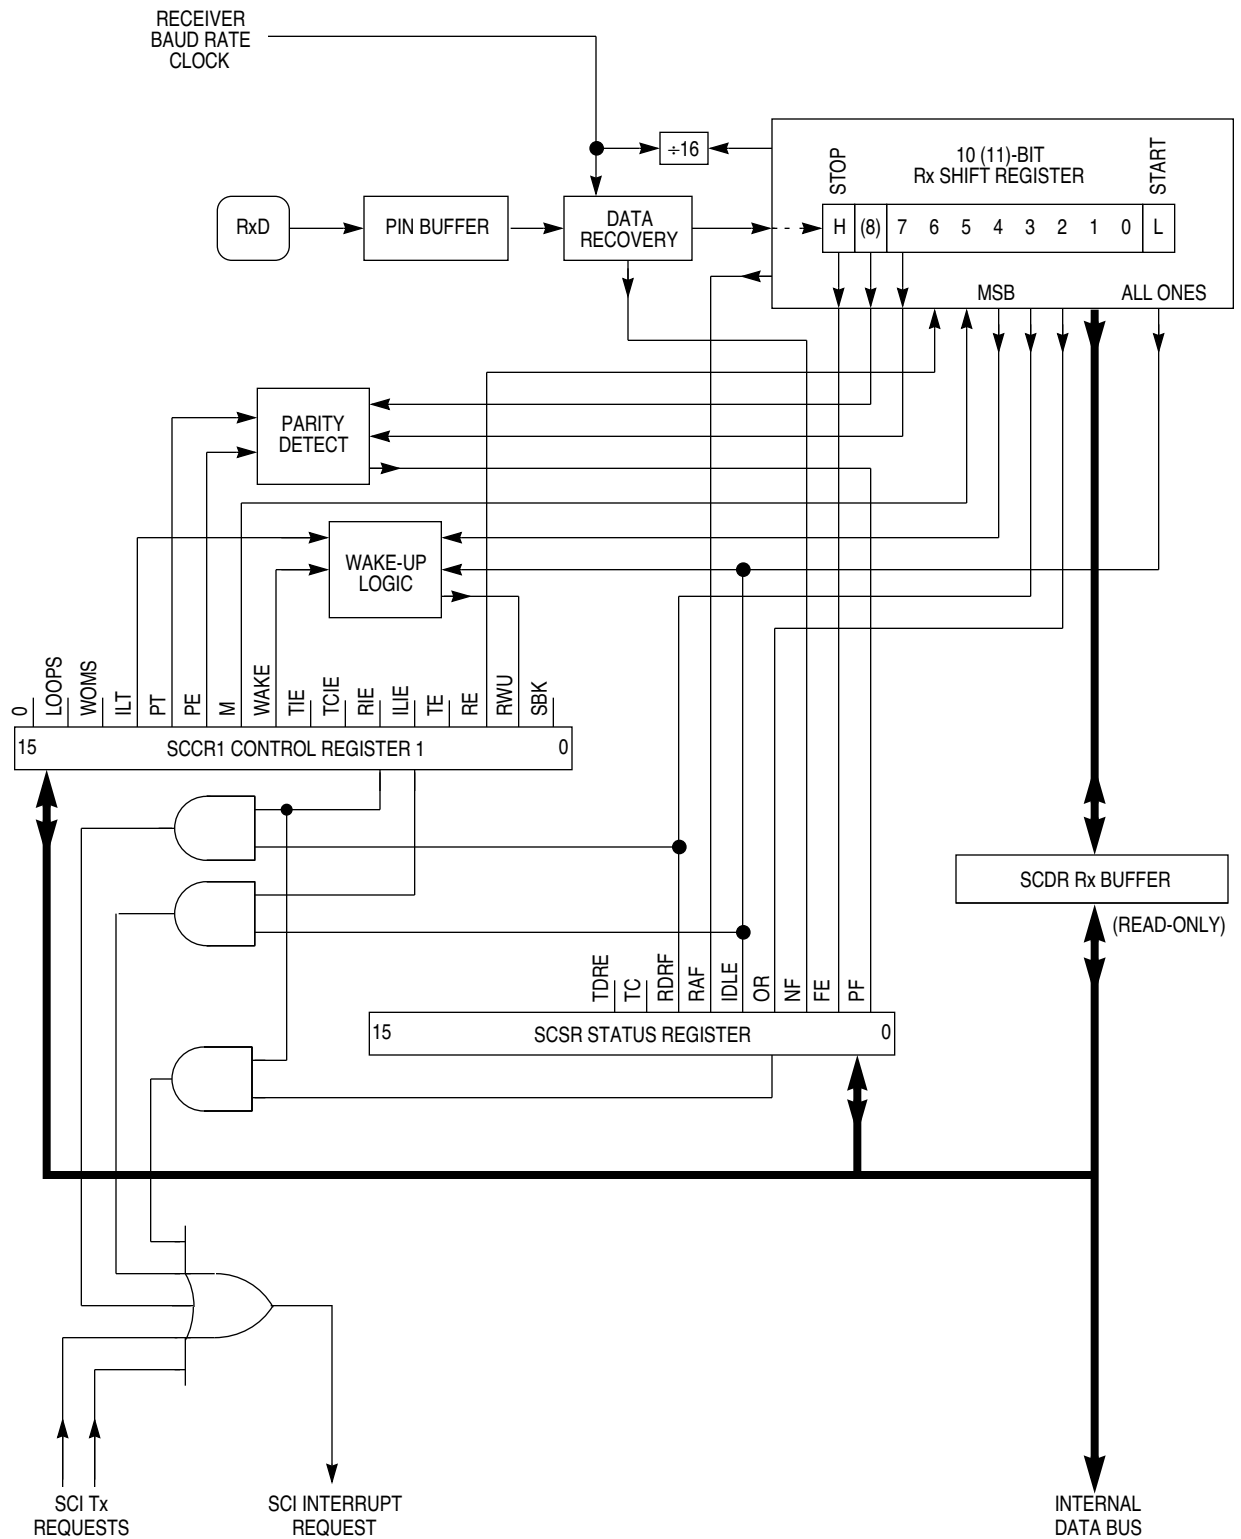 RECEIVER
BAUD RATE
CLOCK
÷16
STOP
10 (11)-BIT
Rx SHIFT REGISTER
START
RxD
PIN BUFFER
DATA
RECOVERY
H (8) 7 6 5 4 3 2 1 0 L
MSB
ALL ONES
PARITY
DETECT
WAKE-UP
LOGIC
0
LOOPS
WOMS
ILT
PT
PE
M
WAKE
TIE
TCIE
RIE
ILIE
TE
RE
RWU
SBK
15 SCCR1 CONTROL REGISTER 1 0
SCDR Rx BUFFER
(READ-ONLY)
TDRE
TC
RDRF
RAF
IDLE
OR
NF
FE
PF
15 SCSR STATUS REGISTER 0
SCI Tx
REQUESTS
SCI INTERRUPT
REQUEST
INTERNAL
DATA BUS